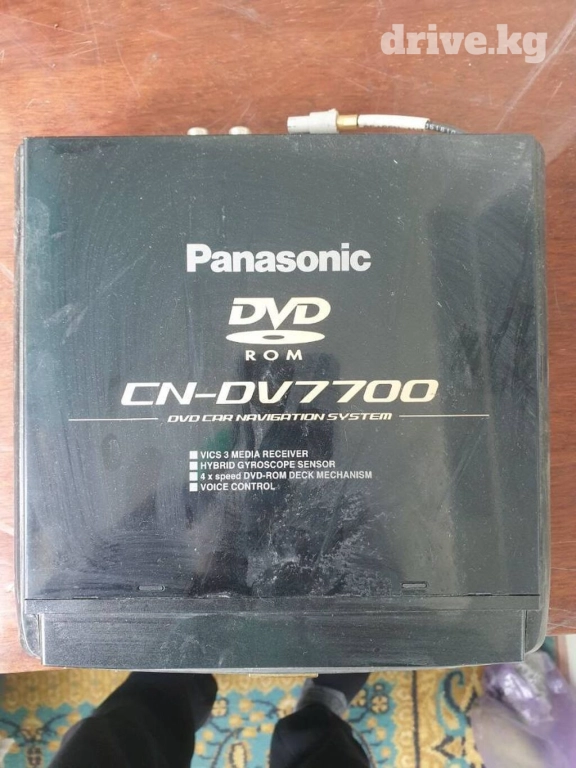 drive.kg
Panasonic
DVD
ROM
CN-DV7700
DVD CAR NAVIGATION SYSTEM
VICS 3 MEDIA RECEIVER
HYBRID GYROSCOPE SENSOR
4 x speed DVD-ROM DECK MECHANISM
VOICE CONTROL